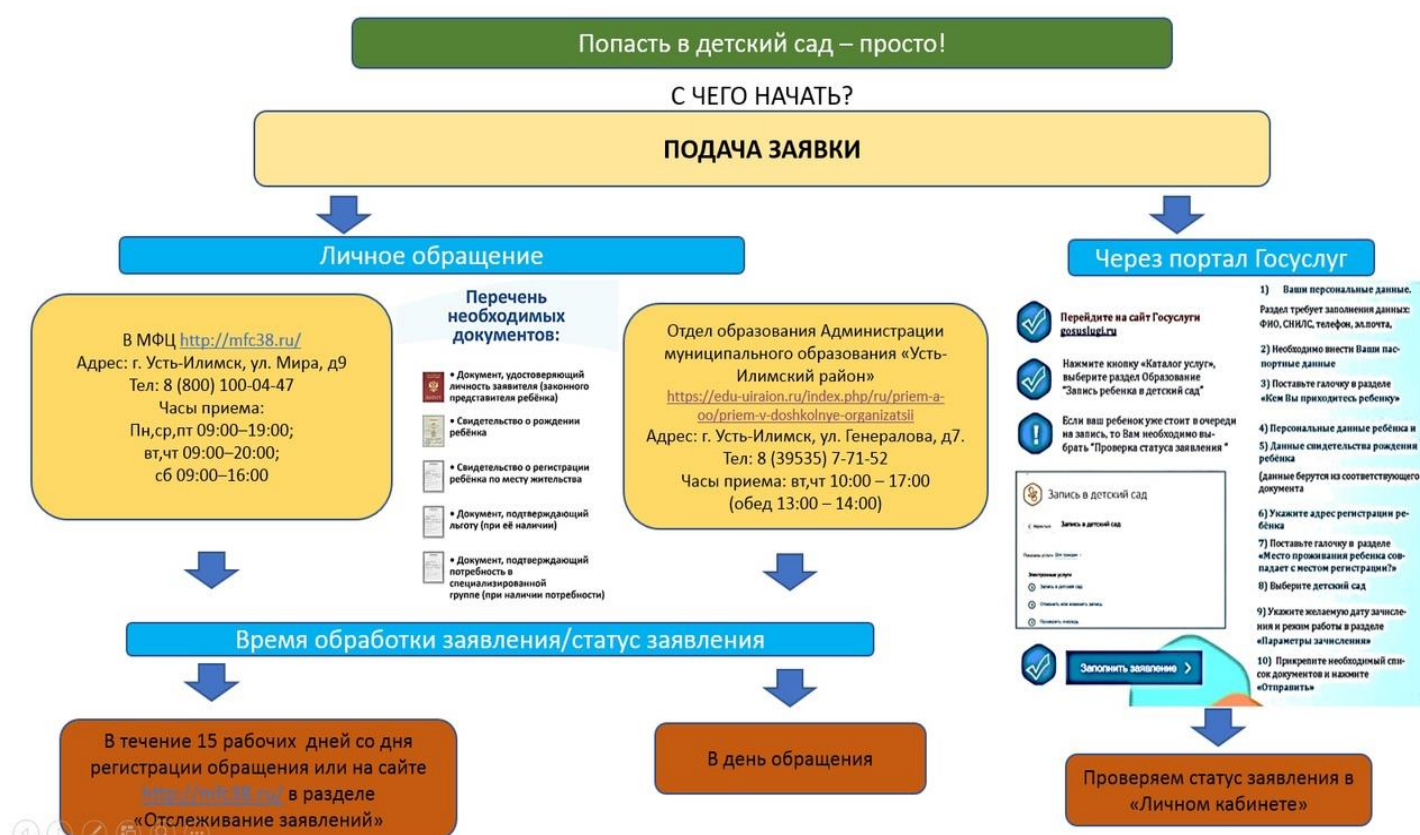 Попасть в детский сад – просто!
С ЧЕГО НАЧАТЬ?
ПОДАЧА ЗАЯВКИ
Личное обращение
В МФЦ http://mfc38.ru/
Адрес: г. Усть-Илимск, ул. Мира, д9
Тел: 8 (800) 100-04-47
Часы приема:
Пн,ср,пт 09:00–19:00;
вт,чт 09:00–20:00;
сб 09:00–16:00
Перечень
необходимых
документов:
• Документ, удостоверяющий
личность заявителя (законного
представителя ребёнка)
• Свидетельство о рождении
ребёнка
• Свидетельство о регистрации
ребёнка по месту жительства
• Документ, подтверждающий
льготу (при её наличии)
• Документ, подтверждающий
потребность в
специализированной
группе (при наличии потребности)
Отдел образования Администрации
муниципального образования «Усть-
Илимский район»
https://edu-uiraion.ru/index.php/ru/priem-a-
oo/priem-v-doshkolnye-organizatsii
Адрес: г. Усть-Илимск, ул. Генералова, д7.
Тел: 8 (39535) 7-71-52
Часы приема: вт,чт 10:00 – 17:00
(обед 13:00 – 14:00)
Время обработки заявления/статус заявления
В течение 15 рабочих дней со дня
регистрации обращения или на сайте
http://mfc38.ru/ в разделе
«Отслеживание заявлений»
В день обращения
Через портал Госуслуг
Перейдите на сайт Госуслуги
gosuslugi.ru
Нажмите кнопку «Каталог услуг»,
выберите раздел Образование
"Запись ребенка в детский сад"
Если ваш ребенок уже стоит в очереди
на запись, то Вам необходимо вы-
брать "Проверка статуса заявления "
Запись в детский сад
Запись в детский сад
Электронные услуги
Запись в детский сад
Отменить или изменить запись
Проверить очередь
Заполнить заявление
1) Ваши персональные данные.
Раздел требует заполнения данных:
ФИО, СНИЛС, телефон, эл.почта,
2) Необходимо внести Ваши пас-
портные данные
3) Поставьте галочку в разделе
«Кем Вы приходитесь ребенку»
4) Персональные данные ребёнка и
5) Данные свидетельства рождения
ребёнка
(данные берутся из соответствующего
документа
6) Укажите адрес регистрации ре-
бёнка
7) Поставьте галочку в разделе
«Место проживания ребенка сов-
падает с местом регистрации?»
8) Выберите детский сад
9) Укажите желаемую дату зачисле-
ния и режим работы в разделе
«Параметры зачисления»
10) Прикрепите необходимый спи-
сок документов и нажмите
«Отправить»
Проверяем статус заявления в
«Личном кабинете»